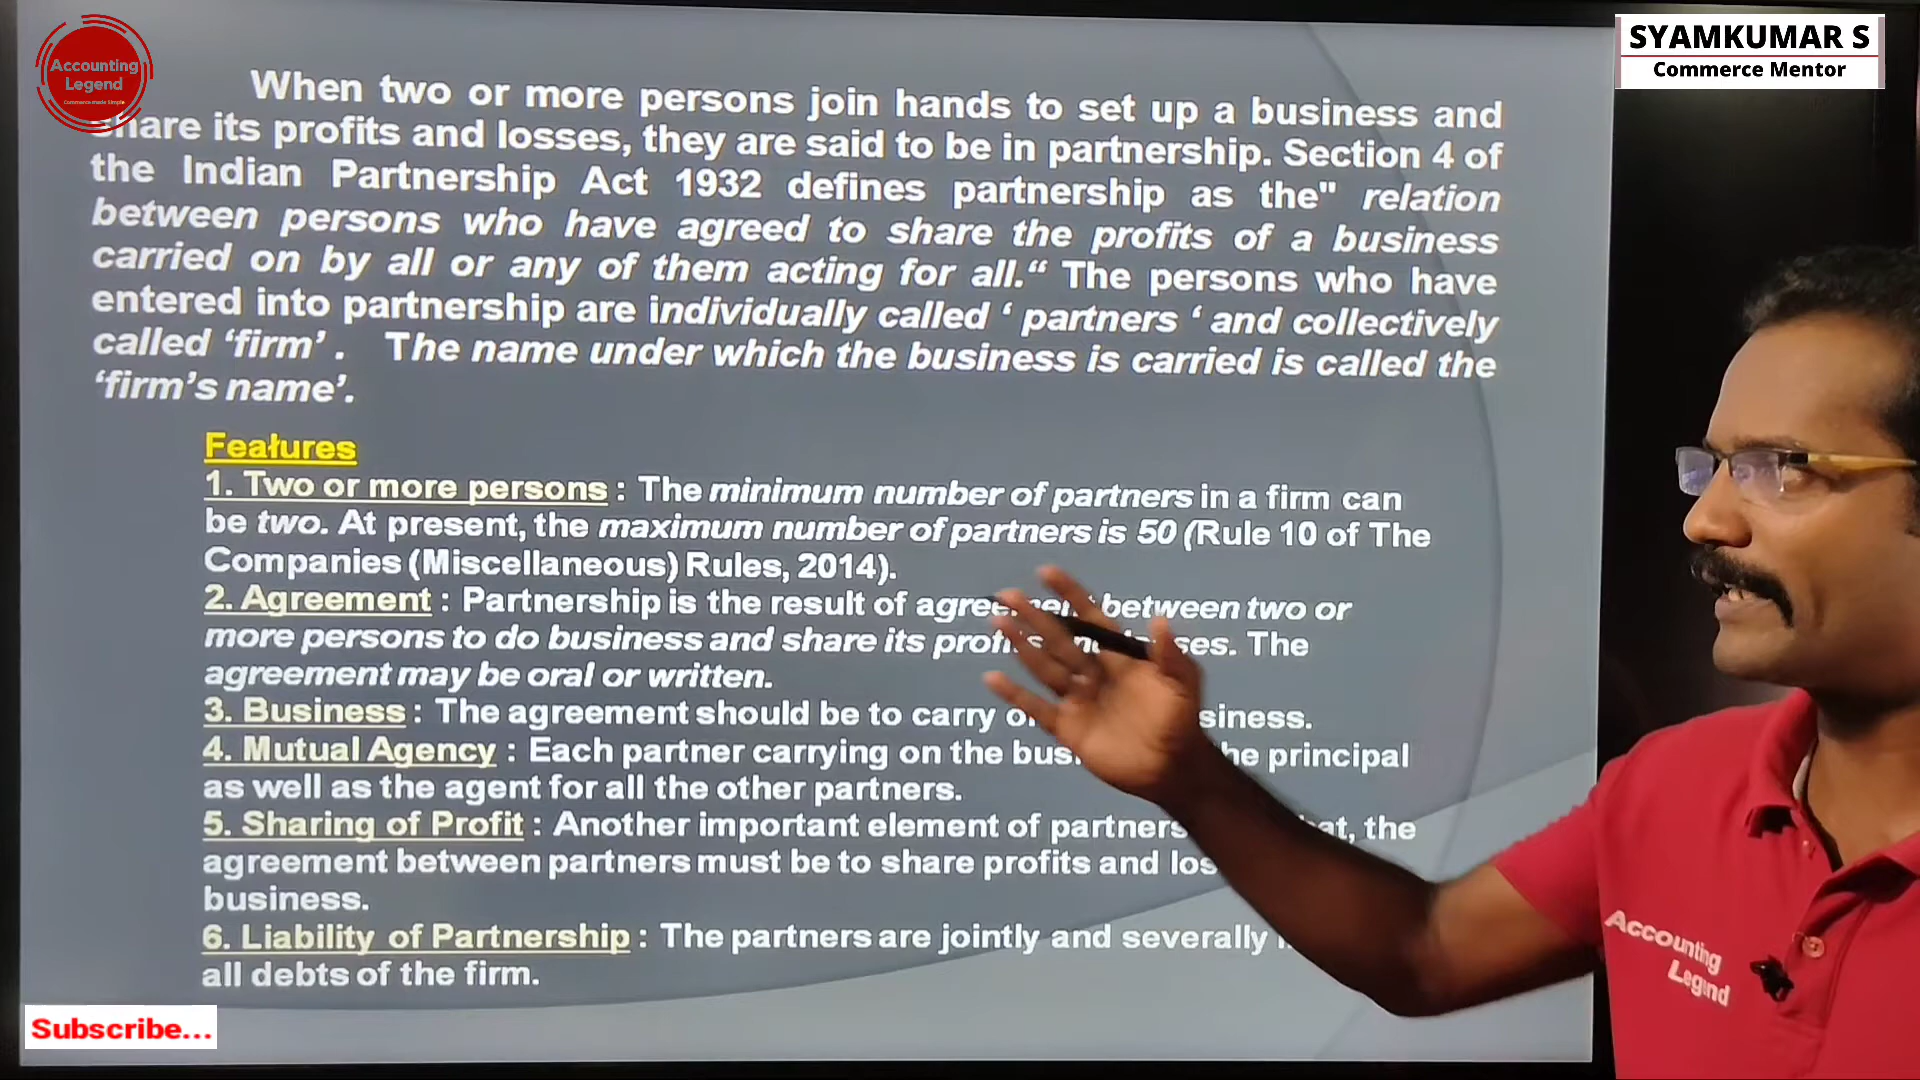 Accounting
Legend
Commerce made Simple
SYAMKUMAR S
Commerce Mentor
When two or more persons join hands to set up a business and
share its profits and losses, they are said to be in partnership. Section 4 of
the Indian Partnership Act 1932 defines partnership as the" relation
between persons who have agreed to share the profits of a business
carried on by all or any of them acting for all.“ The persons who have
entered into partnership are individually called ‘ partners ‘ and collectively
called ‘firm’ . The name under which the business is carried is called the
‘firm’s name’.
Features
1. Two or more persons : The minimum number of partners in a firm can
be two. At present, the maximum number of partners is 50 (Rule 10 of The
Companies (Miscellaneous) Rules, 2014).
2. Agreement : Partnership is the result of agreement between two or
more persons to do business and share its profits and losses. The
agreement may be oral or written.
3. Business : The agreement should be to carry on
4. Mutual Agency : Each partner carrying on the principal
as well as the agent for all the other partners.
5. Sharing of Profit : Another important element of the
agreement between partners must be to share profits and
business.
6. Liability of Partnership : The partners are jointly and severally
all debts of the firm.
Accounting
Legend
Subscribe...